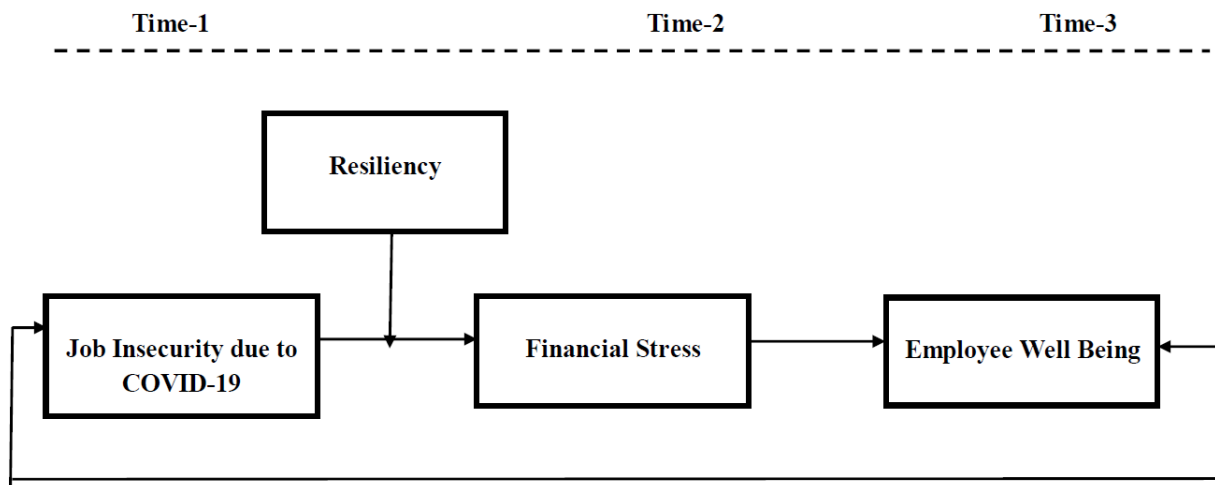 Time-1
Time-2
Time-3
Resiliency
Job Insecurity due to
COVID-19
Financial Stress
Employee Well Being